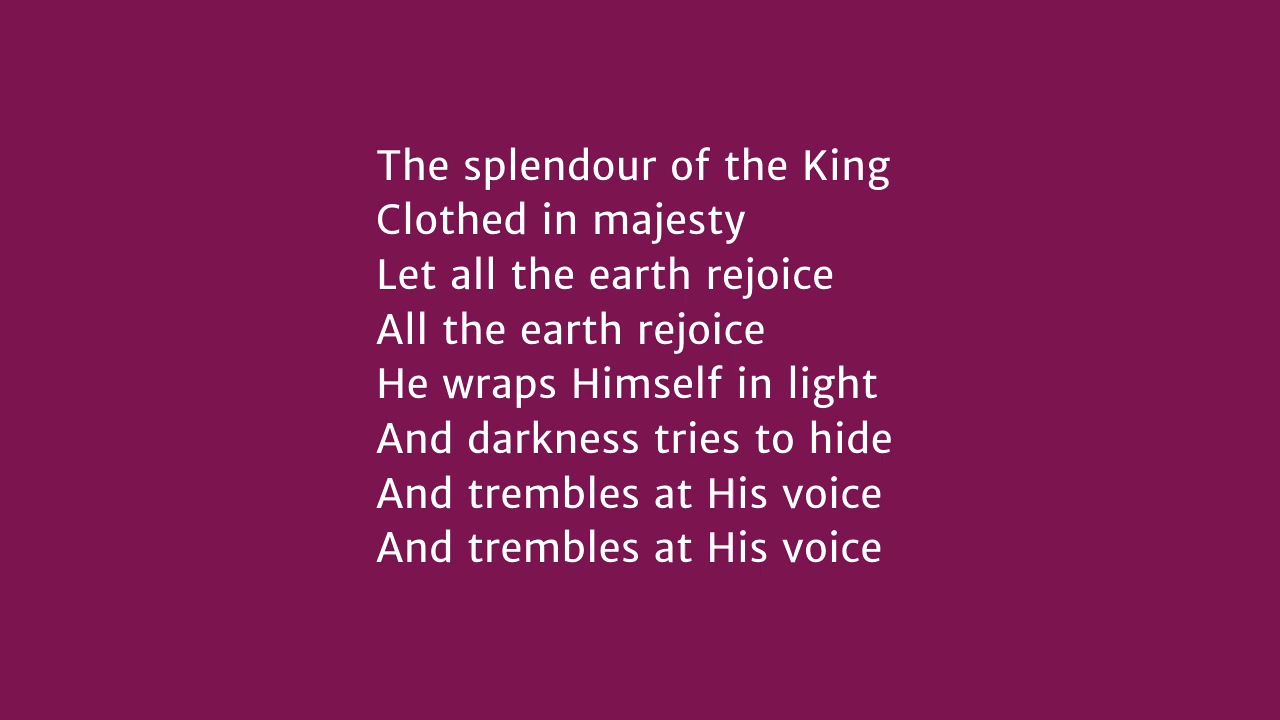 The splendour of the King
Clothed in majesty
Let all the earth rejoice
All the earth rejoice
He wraps Himself in light
And darkness tries to hide
And trembles at His voice
And trembles at His voice